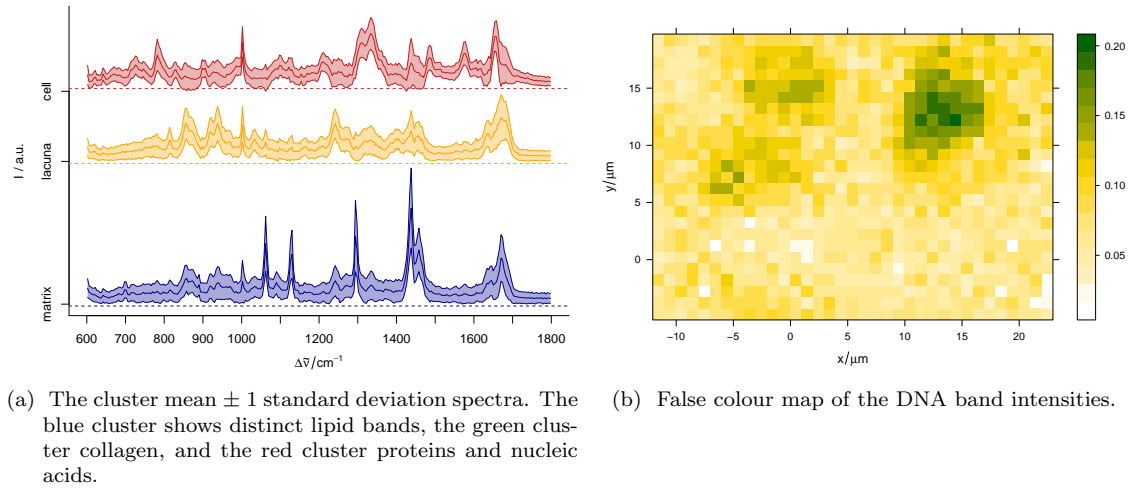 I / a.u.
cell
lacuna
matrix
600 800 1000 1200 1400 1600 1800
Δν̃/cm⁻¹
y/µm
15
10
5
0
−10 −5 0 5 10 15 20
x/µm
0.20
0.15
0.10
0.05
(a) The cluster mean ± 1 standard deviation spectra. The
blue cluster shows distinct lipid bands, the green clus-
ter collagen, and the red cluster proteins and nucleic
acids.
(b) False colour map of the DNA band intensities.